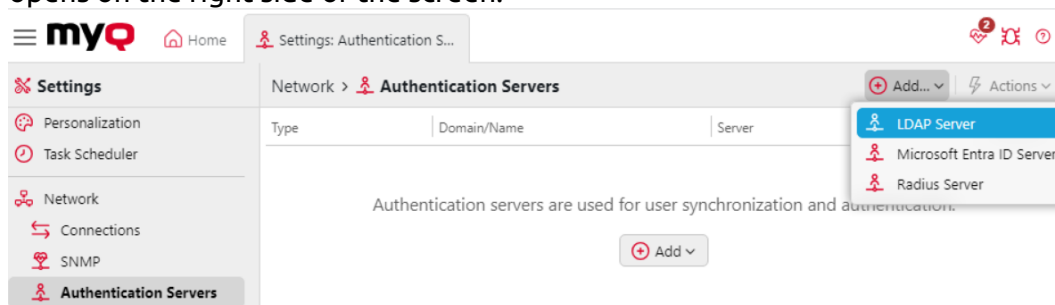 opens on the right side of the screen.
myQ Home Settings: Authentication S... 2
Settings Network > Authentication Servers Add... Actions
Personalization Type Domain/Name Server LDAP Server
Task Scheduler Microsoft Entra ID Server
Network Radius Server
Authentication servers are used for user synchronization and authentication.
Connections
Add
SNMP
Authentication Servers